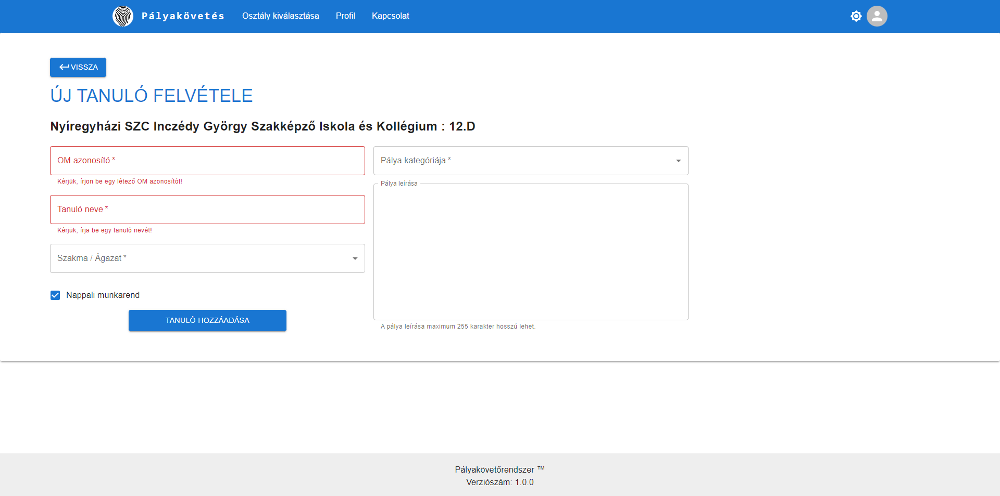 Pályakövetés
Osztály kiválasztása
Profil
Kapcsolat
VISSZA
ÚJ TANULÓ FELVÉTELE
Nyíregyházi SZC Inczédy György Szakképző Iskola és Kollégium : 12.D
OM azonosító *
Kérjük, írjon be egy létező OM azonosítót!
Tanuló neve *
Kérjük, írja be egy tanuló nevét!
Szakma / Ágazat *
Nappali munkarend
TANULÓ HOZZÁADÁSA
Pálya kategóriája *
Pálya leírása
A pálya leírása maximum 255 karakter hosszú lehet.
Pályakövetőrendszer ™
Verziószám: 1.0.0